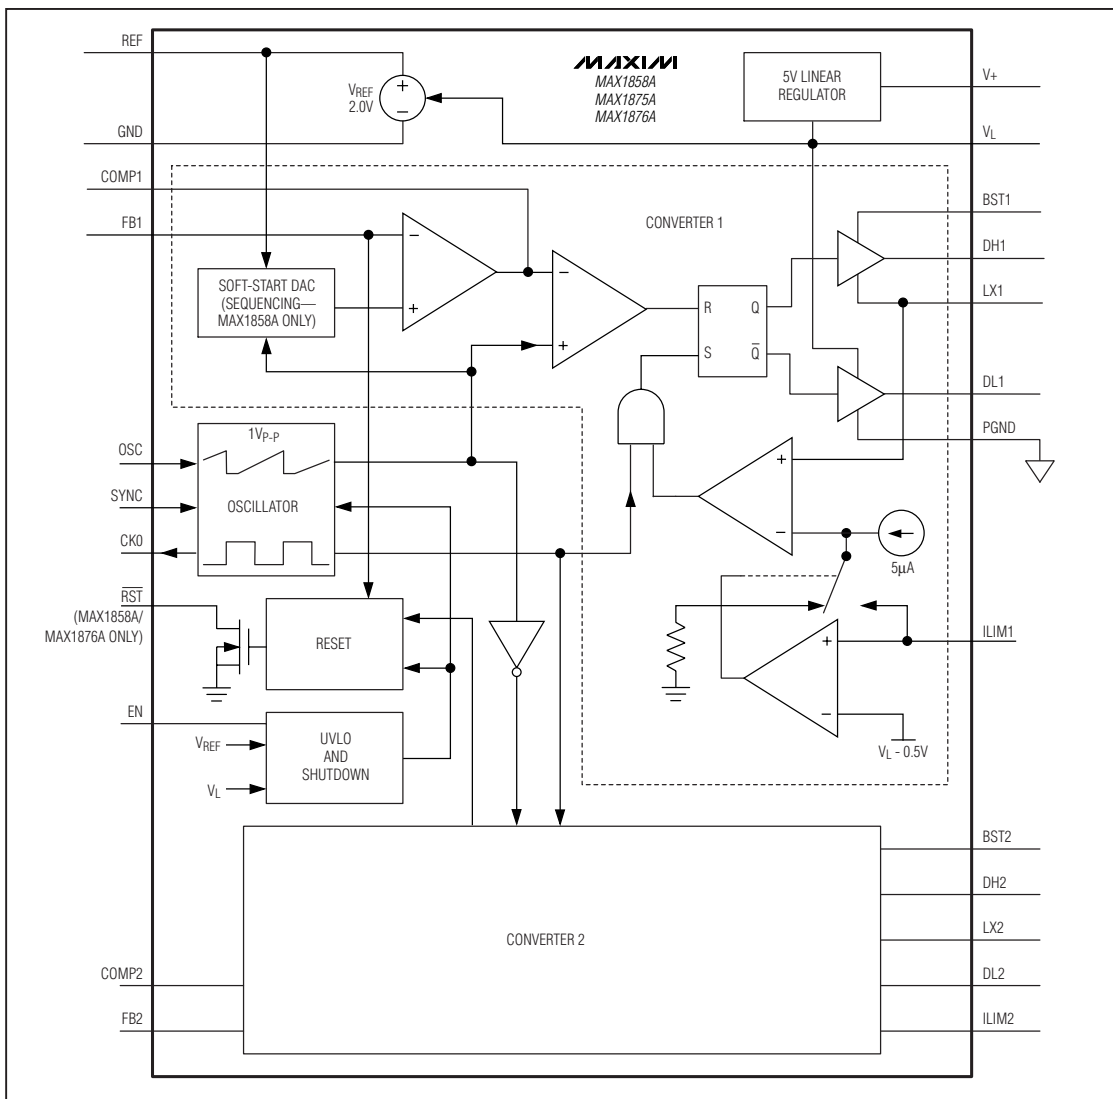 REF
MAXIM
MAX1858A
MAX1875A
MAX1876A
VREF
2.0V
+
−
5V LINEAR
REGULATOR
V+
GND
VL
COMP1
FB1
CONVERTER 1
BST1
DH1
LX1
−
+
SOFT-START DAC
(SEQUENCING—
MAX1858A ONLY)
−
+
R Q
S Q̅
DL1
PGND
OSC
SYNC
CK0
1VP-P
OSCILLATOR
+
−
5μA
R̅S̅T̅
(MAX1858A/
MAX1876A ONLY)
RESET
+
−
ILIM1
VL - 0.5V
EN
VREF
VL
UVLO
AND
SHUTDOWN
BST2
DH2
LX2
DL2
ILIM2
CONVERTER 2
COMP2
FB2